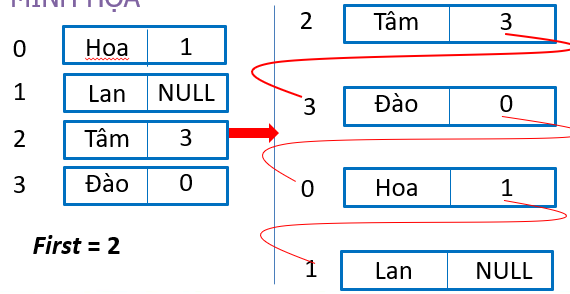 MINH HỌA
0 Hoa 1
1 Lan NULL
2 Tâm 3
3 Đào 0
First = 2
2 Tâm 3
3 Đào 0
0 Hoa 1
1 Lan NULL